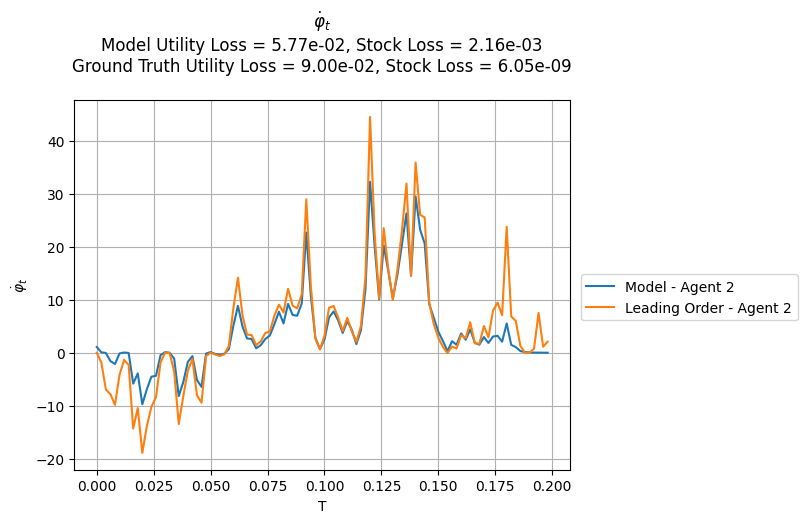 φ̇ₜ
Model Utility Loss = 5.77e-02, Stock Loss = 2.16e-03
Ground Truth Utility Loss = 9.00e-02, Stock Loss = 6.05e-09
40
30
20
10
0
−10
−20
φ̇ₜ
0.000 0.025 0.050 0.075 0.100 0.125 0.150 0.175 0.200
T
Model - Agent 2
Leading Order - Agent 2